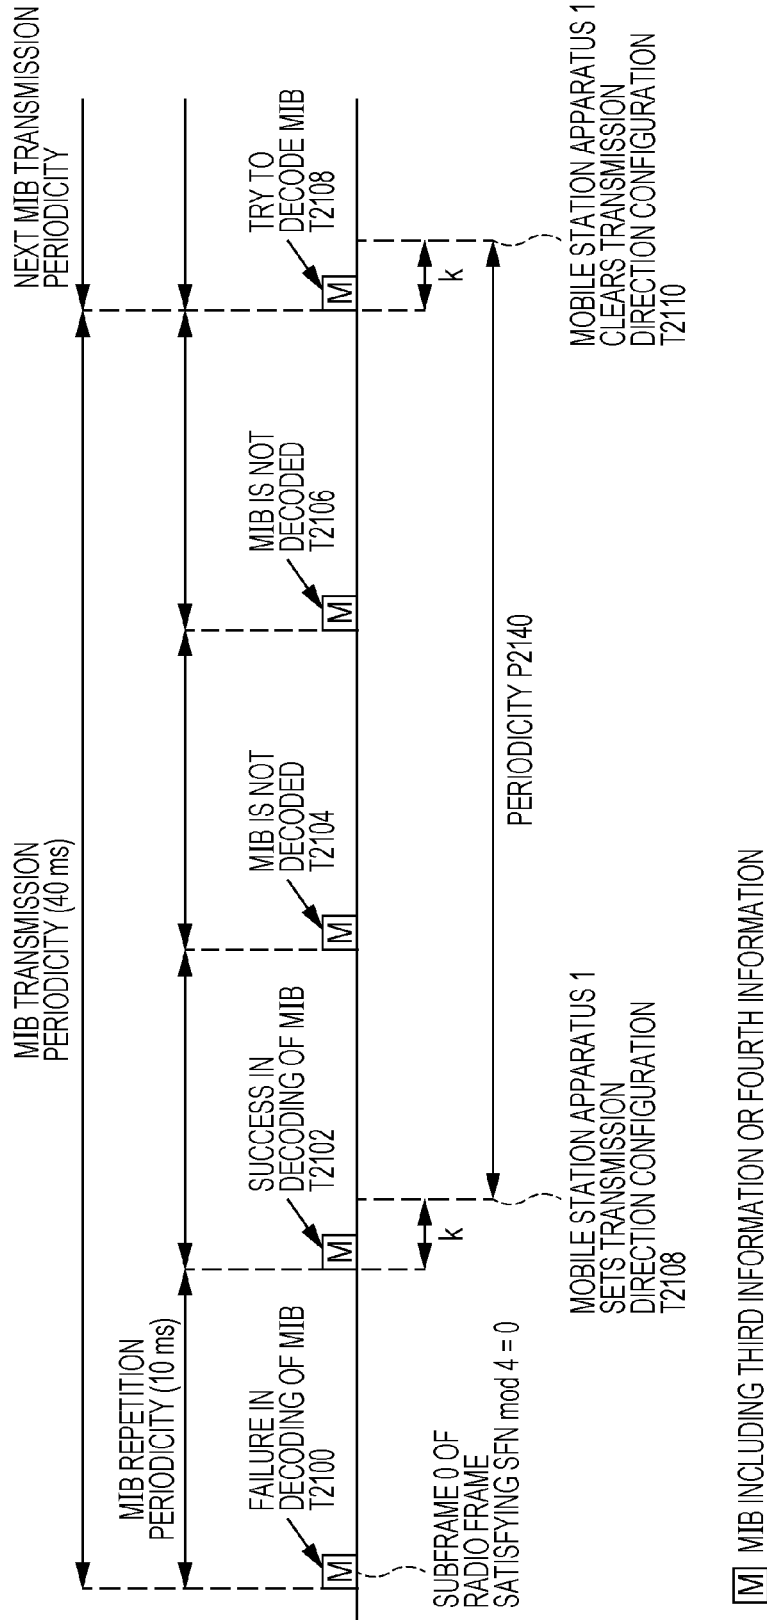 MIB TRANSMISSION
PERIODICITY (40 ms)
NEXT MIB TRANSMISSION
PERIODICITY
MIB REPETITION
PERIODICITY (10 ms)
FAILURE IN
DECODING OF MIB
T2100
SUCCESS IN
DECODING OF MIB
T2102
MIB IS NOT
DECODED
T2104
MIB IS NOT
DECODED
T2106
TRY TO
DECODE MIB
T2108
M
M
M
M
M
k
k
SUBFRAME 0 OF
RADIO FRAME
SATISFYING SFN mod 4 = 0
PERIODICITY P2140
MOBILE STATION APPARATUS 1
SETS TRANSMISSION
DIRECTION CONFIGURATION
T2108
MOBILE STATION APPARATUS 1
CLEARS TRANSMISSION
DIRECTION CONFIGURATION
T2110
M MIB INCLUDING THIRD INFORMATION OR FOURTH INFORMATION